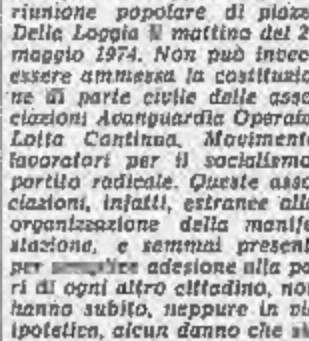 riunione popolare di piazz
Della Loggia il mattino del 2
maggio 1974. Non può invec
essere ammessa la costituzio
ne di parte civile delle asso
ciazioni Avanguardia Operaia
Lotta Continua, Movimento
lavoratori per il socialismo
partito radicale. Queste asso
ciazioni, infatti, estranee alla
organizzazione della manife
stazione, e semmai present
per semplice adesione alla pa
ri di ogni altro cittadino, non
hanno subito, neppure in via
ipotetica, alcun danno che si